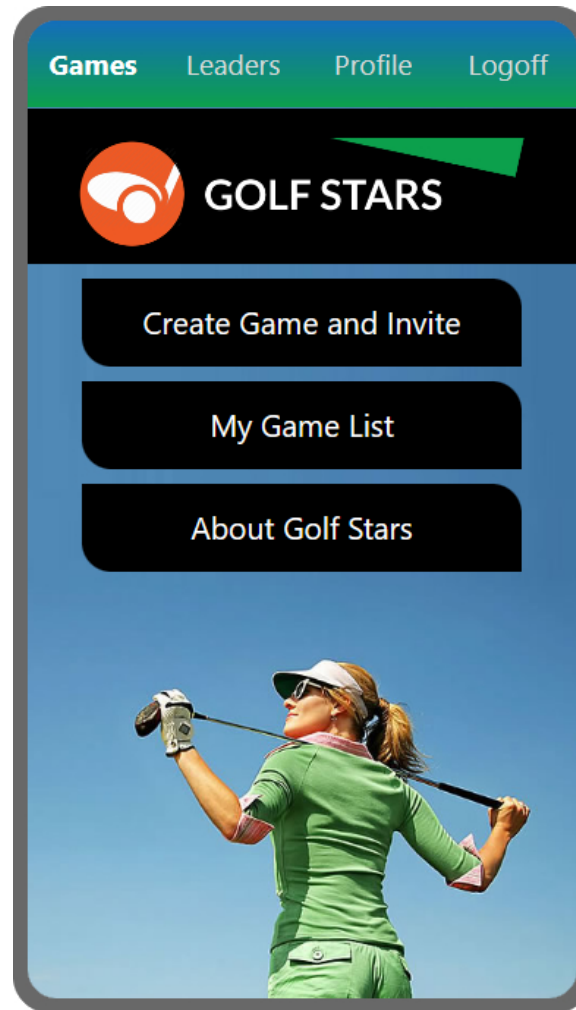 Games Leaders Profile Logoff
GOLF STARS
Create Game and Invite
My Game List
About Golf Stars